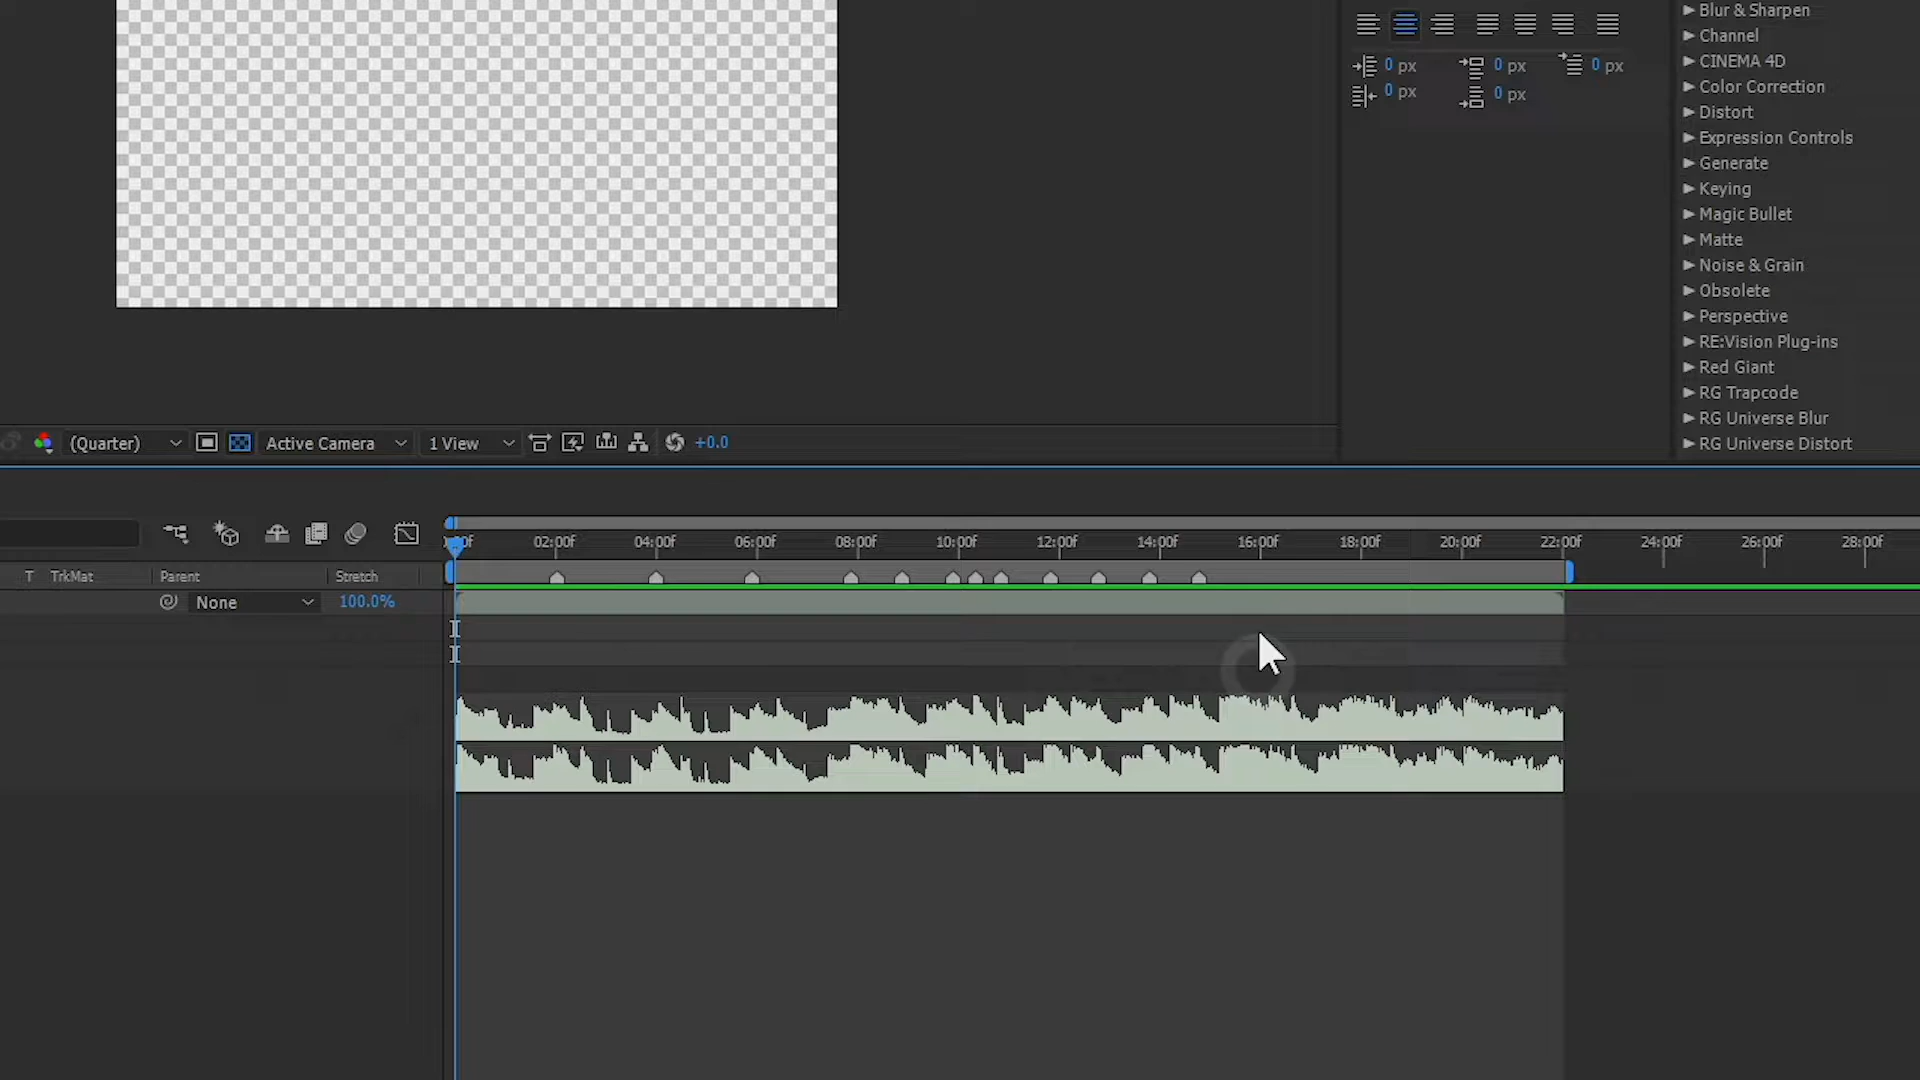 Blur & Sharpen
Channel
CINEMA 4D
Color Correction
Distort
Expression Controls
Generate
Keying
Magic Bullet
Matte
Noise & Grain
Obsolete
Perspective
RE:Vision Plug-ins
Red Giant
RG Trapcode
RG Universe Blur
RG Universe Distort
0 px 0 px 0 px
0 px 0 px
(Quarter) Active Camera 1 View +0.0
02:00f 04:00f 06:00f 08:00f 10:00f 12:00f 14:00f 16:00f 18:00f 20:00f 22:00f 24:00f 26:00f 28:00f
T TrkMat Parent Stretch
None 100.0%